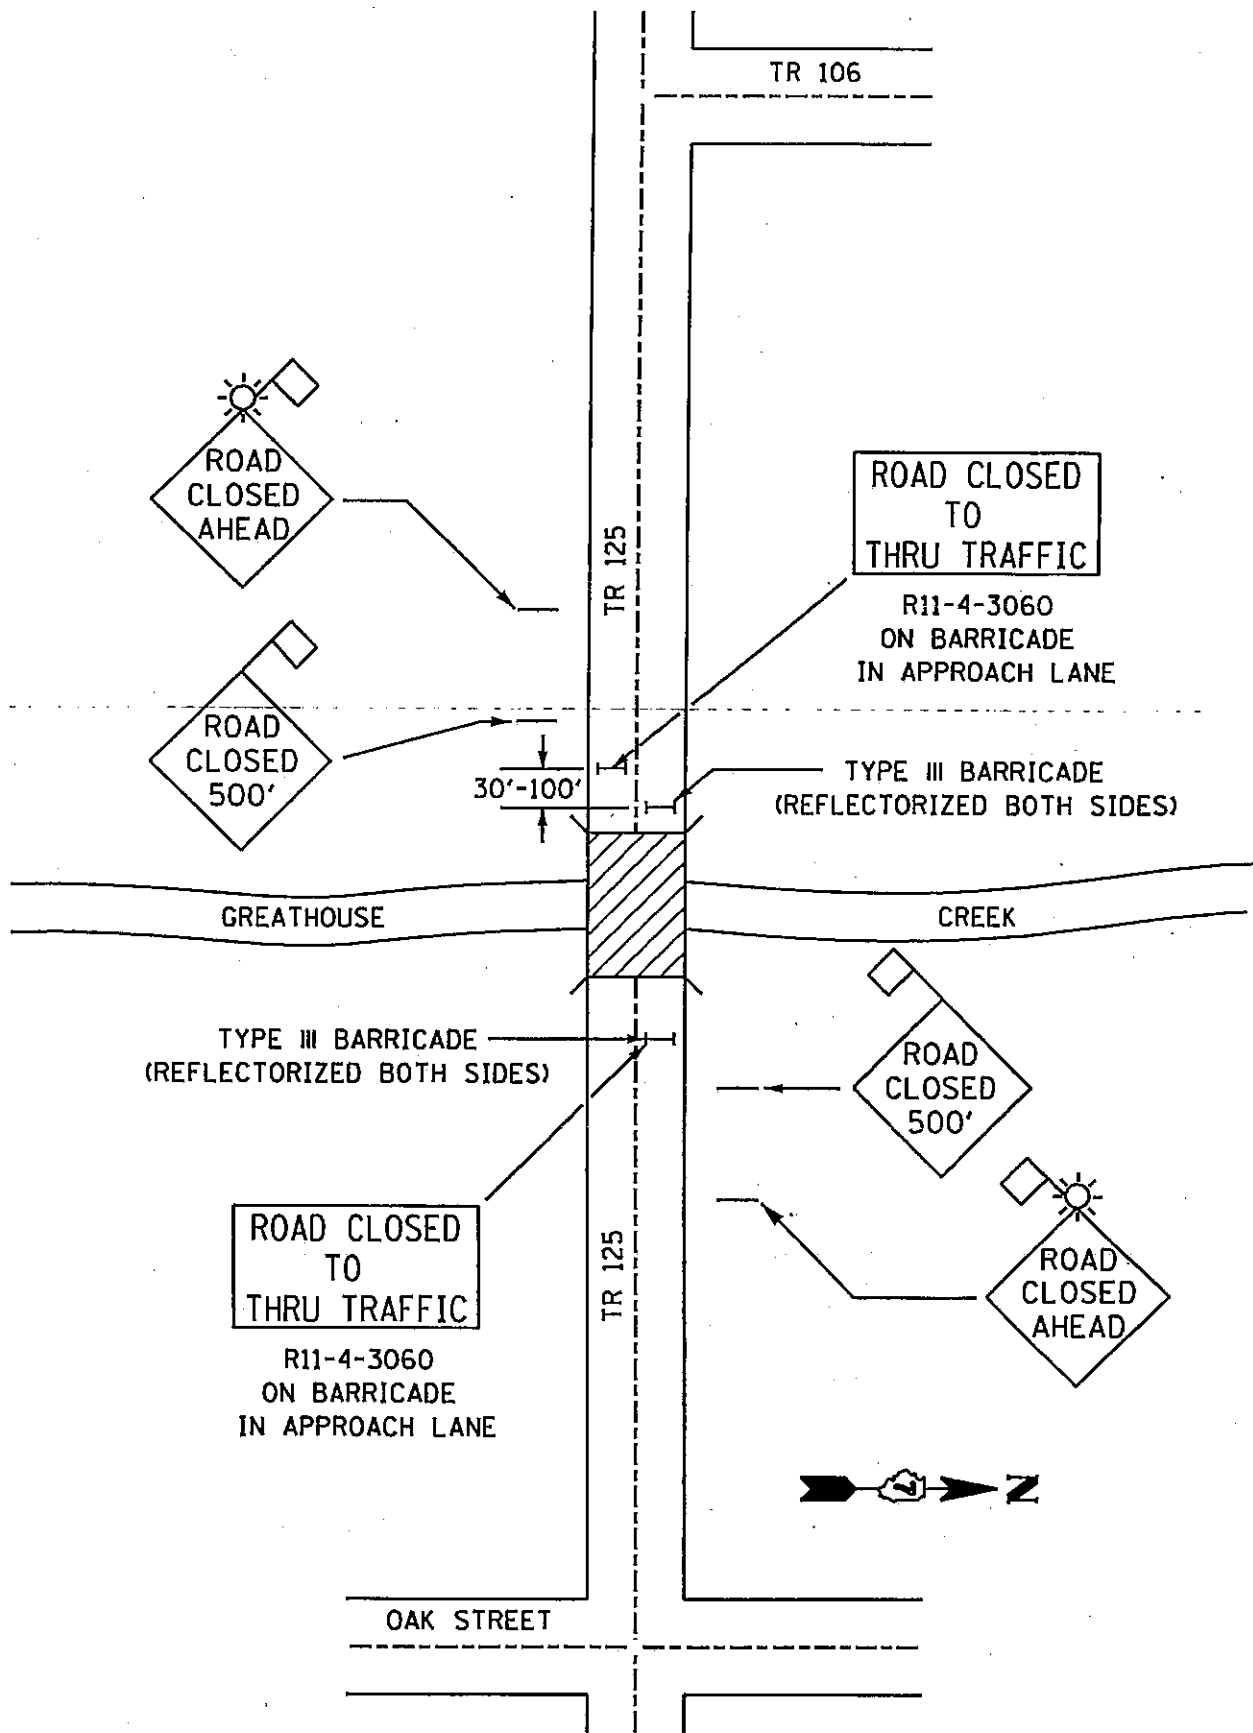 TR 106
ROAD
CLOSED
AHEAD
ROAD CLOSED
TO
THRU TRAFFIC
R11-4-3060
ON BARRICADE
IN APPROACH LANE
TR 125
ROAD
CLOSED
500'
30'-100'
TYPE III BARRICADE
(REFLECTORIZED BOTH SIDES)
GREATHOUSE CREEK
TYPE III BARRICADE
(REFLECTORIZED BOTH SIDES)
ROAD
CLOSED
500'
ROAD CLOSED
TO
THRU TRAFFIC
R11-4-3060
ON BARRICADE
IN APPROACH LANE
TR 125
ROAD
CLOSED
AHEAD
7
N
OAK STREET